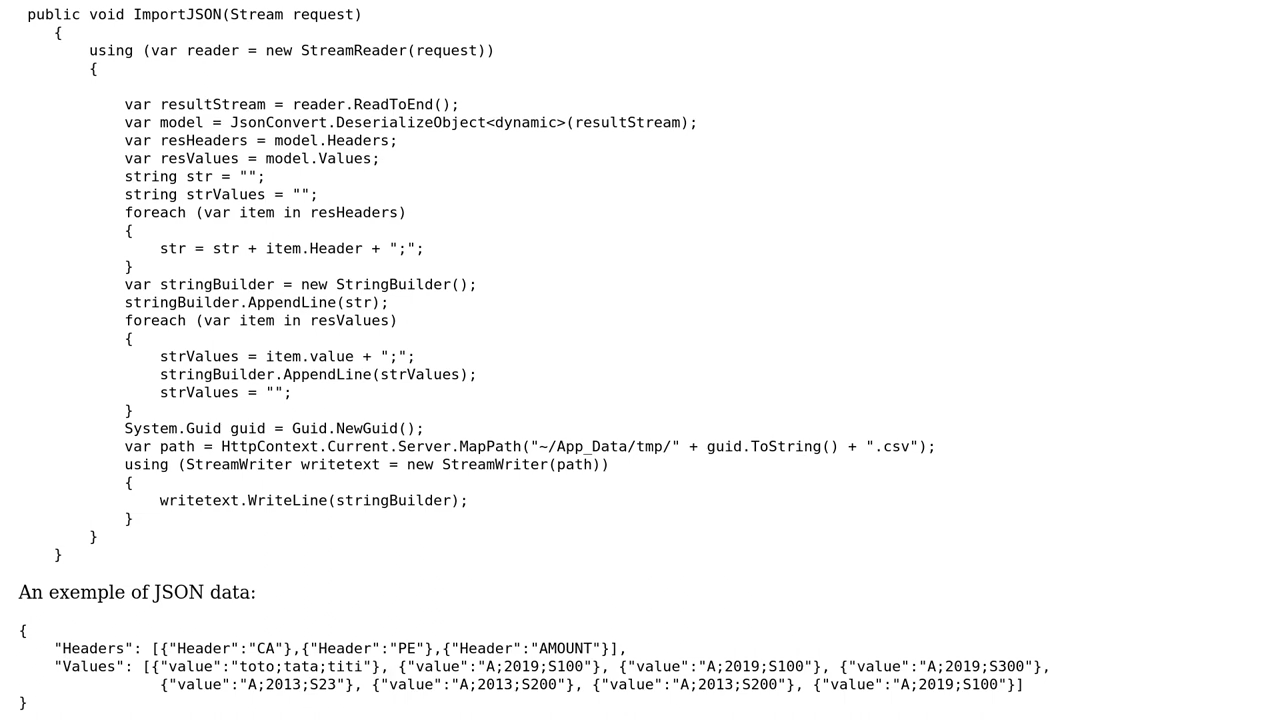 public void ImportJSON(Stream request)
{
using (var reader = new StreamReader(request))
{
var resultStream = reader.ReadToEnd();
var model = JsonConvert.DeserializeObject<dynamic>(resultStream);
var resHeaders = model.Headers;
var resValues = model.Values;
string str = "";
string strValues = "";
foreach (var item in resHeaders)
{
str = str + item.Header + ";";
}
var stringBuilder = new StringBuilder();
stringBuilder.AppendLine(str);
foreach (var item in resValues)
{
strValues = item.value + ";";
stringBuilder.AppendLine(strValues);
strValues = "";
}
System.Guid guid = Guid.NewGuid();
var path = HttpContext.Current.Server.MapPath("~/App_Data/tmp/" + guid.ToString() + ".csv");
using (StreamWriter writetext = new StreamWriter(path))
{
writetext.WriteLine(stringBuilder);
}
}
}
An exemple of JSON data:
{
"Headers": [{"Header":"CA"},{"Header":"PE"},{"Header":"AMOUNT"}],
"Values": [{"value":"toto;tata;titi"}, {"value":"A;2019;S100"}, {"value":"A;2019;S100"}, {"value":"A;2019;S300"},
{"value":"A;2013;S23"}, {"value":"A;2013;S200"}, {"value":"A;2013;S200"}, {"value":"A;2019;S100"}]
}